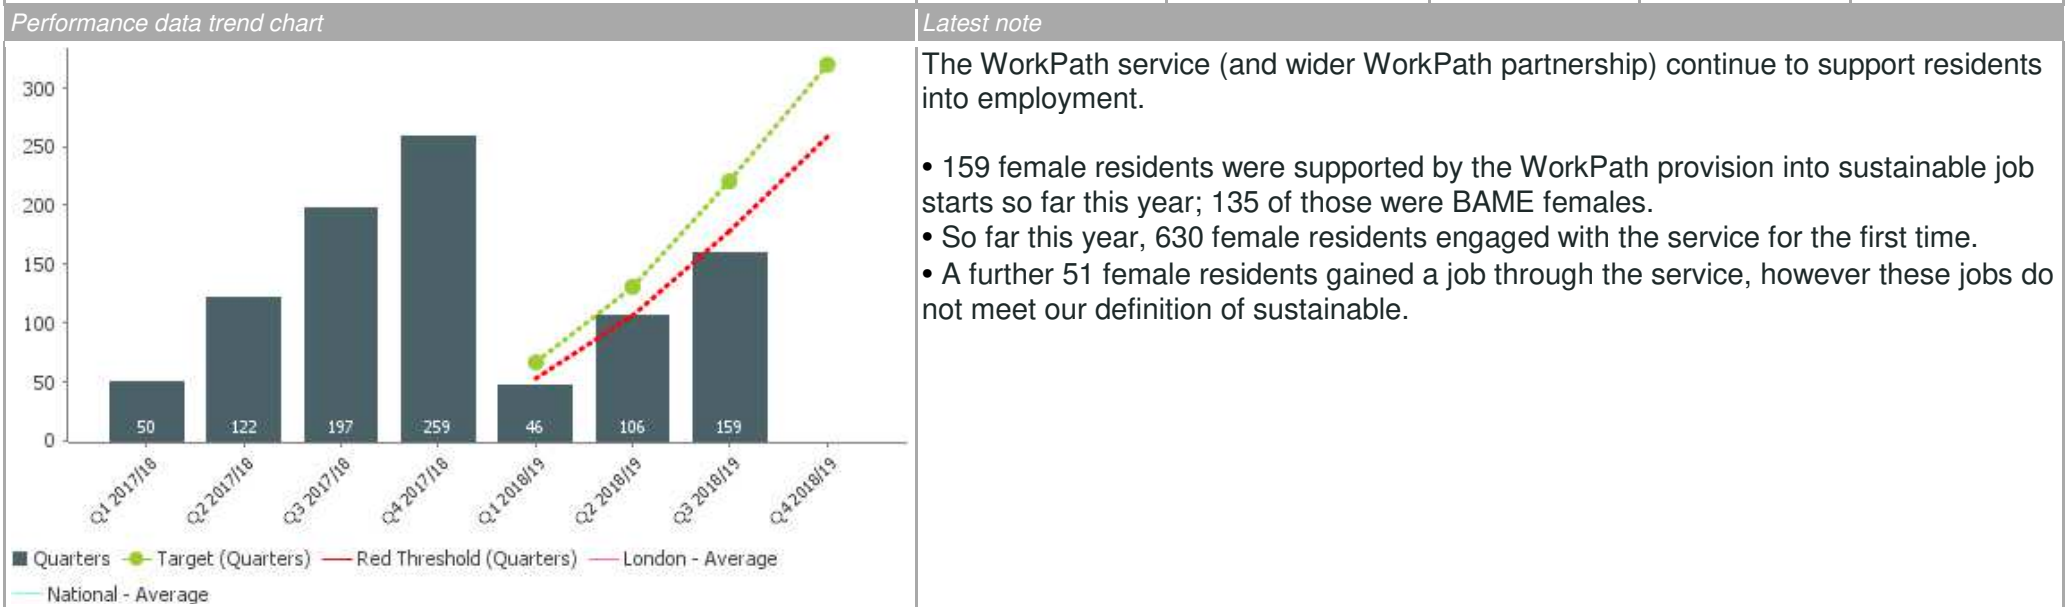 Performance data trend chart
Latest note
300
250
200
150
100
50
0
50
122
197
259
46
106
159
Q1 2017/18
Q2 2017/18
Q3 2017/18
Q4 2017/18
Q1 2018/19
Q2 2018/19
Q3 2018/19
Q4 2018/19
Quarters
Target (Quarters)
Red Threshold (Quarters)
London - Average
National - Average
The WorkPath service (and wider WorkPath partnership) continue to support residents
into employment.
• 159 female residents were supported by the WorkPath provision into sustainable job
starts so far this year; 135 of those were BAME females.
• So far this year, 630 female residents engaged with the service for the first time.
• A further 51 female residents gained a job through the service, however these jobs do
not meet our definition of sustainable.